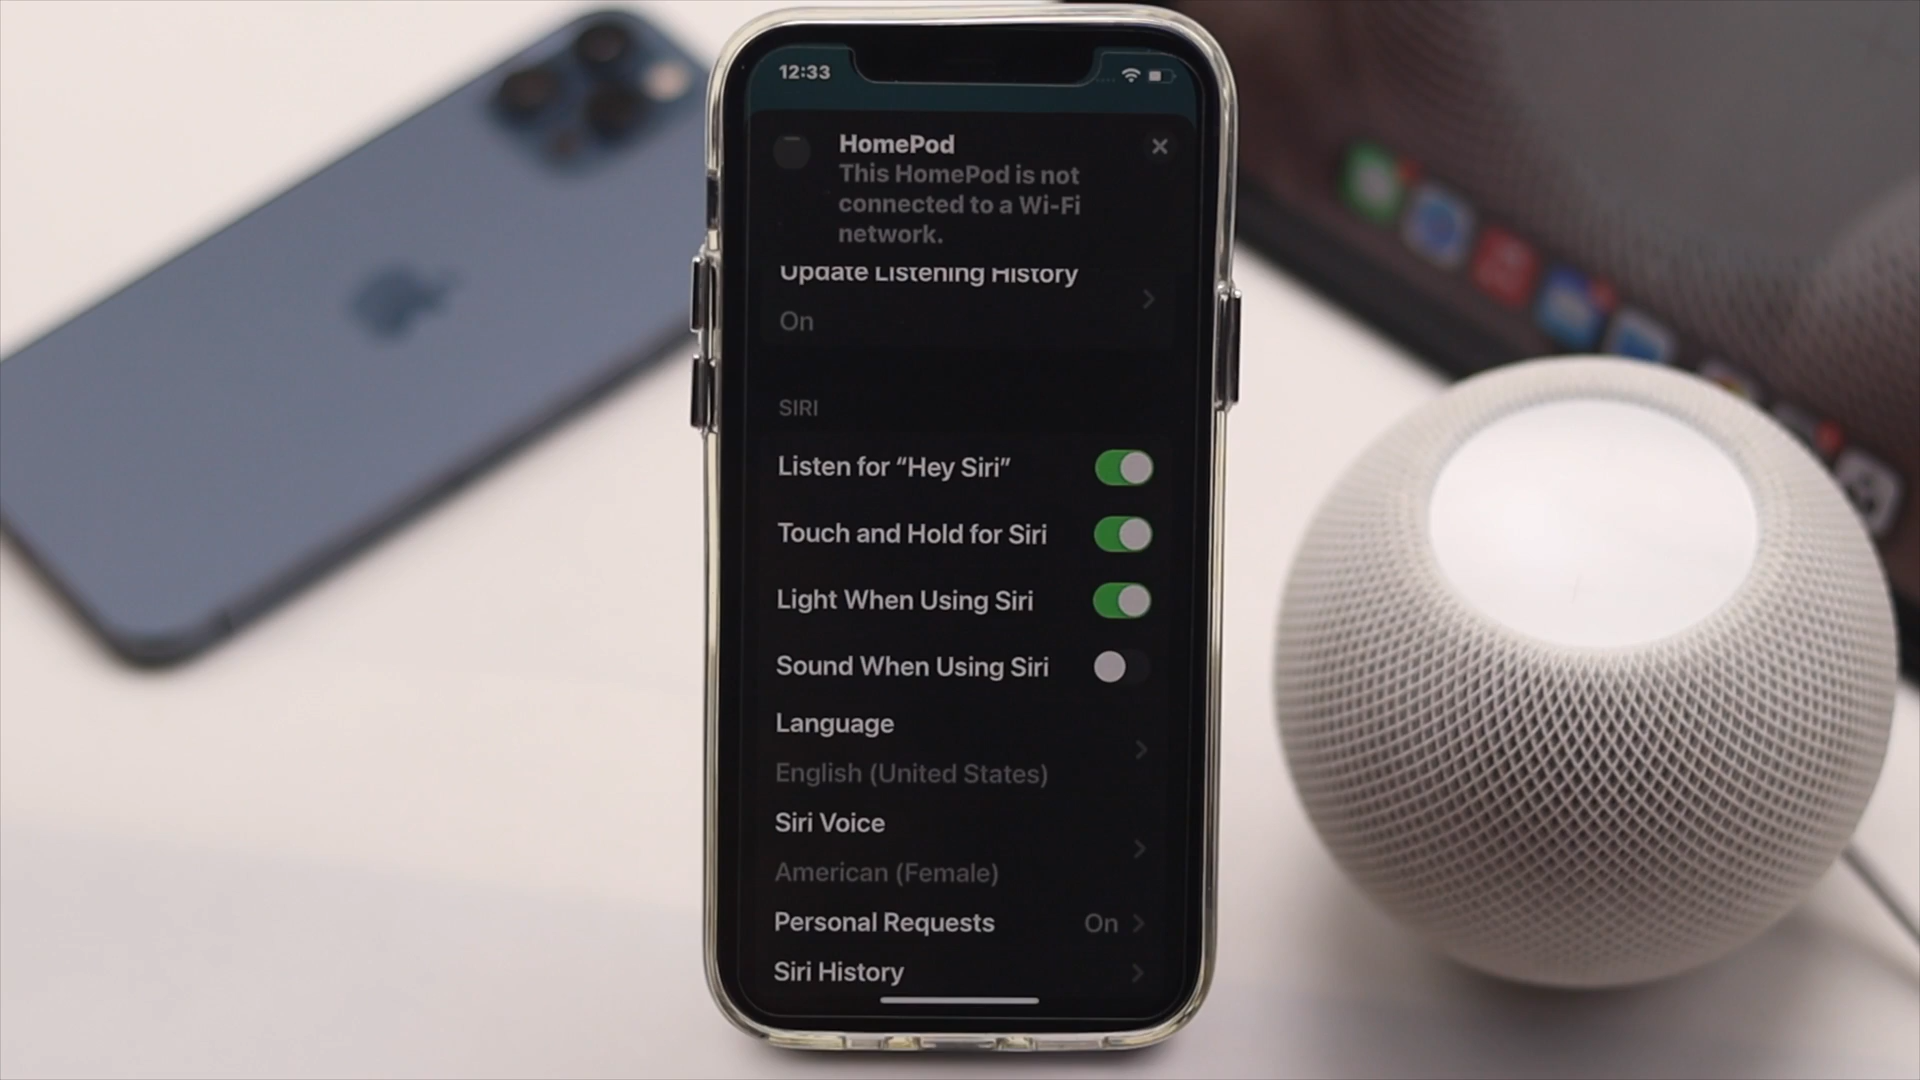 12:33
HomePod
This HomePod is not
connected to a Wi-Fi
network.
Update Listening History
On
SIRI
Listen for “Hey Siri”
Touch and Hold for Siri
Light When Using Siri
Sound When Using Siri
Language
English (United States)
Siri Voice
American (Female)
Personal Requests On
Siri History